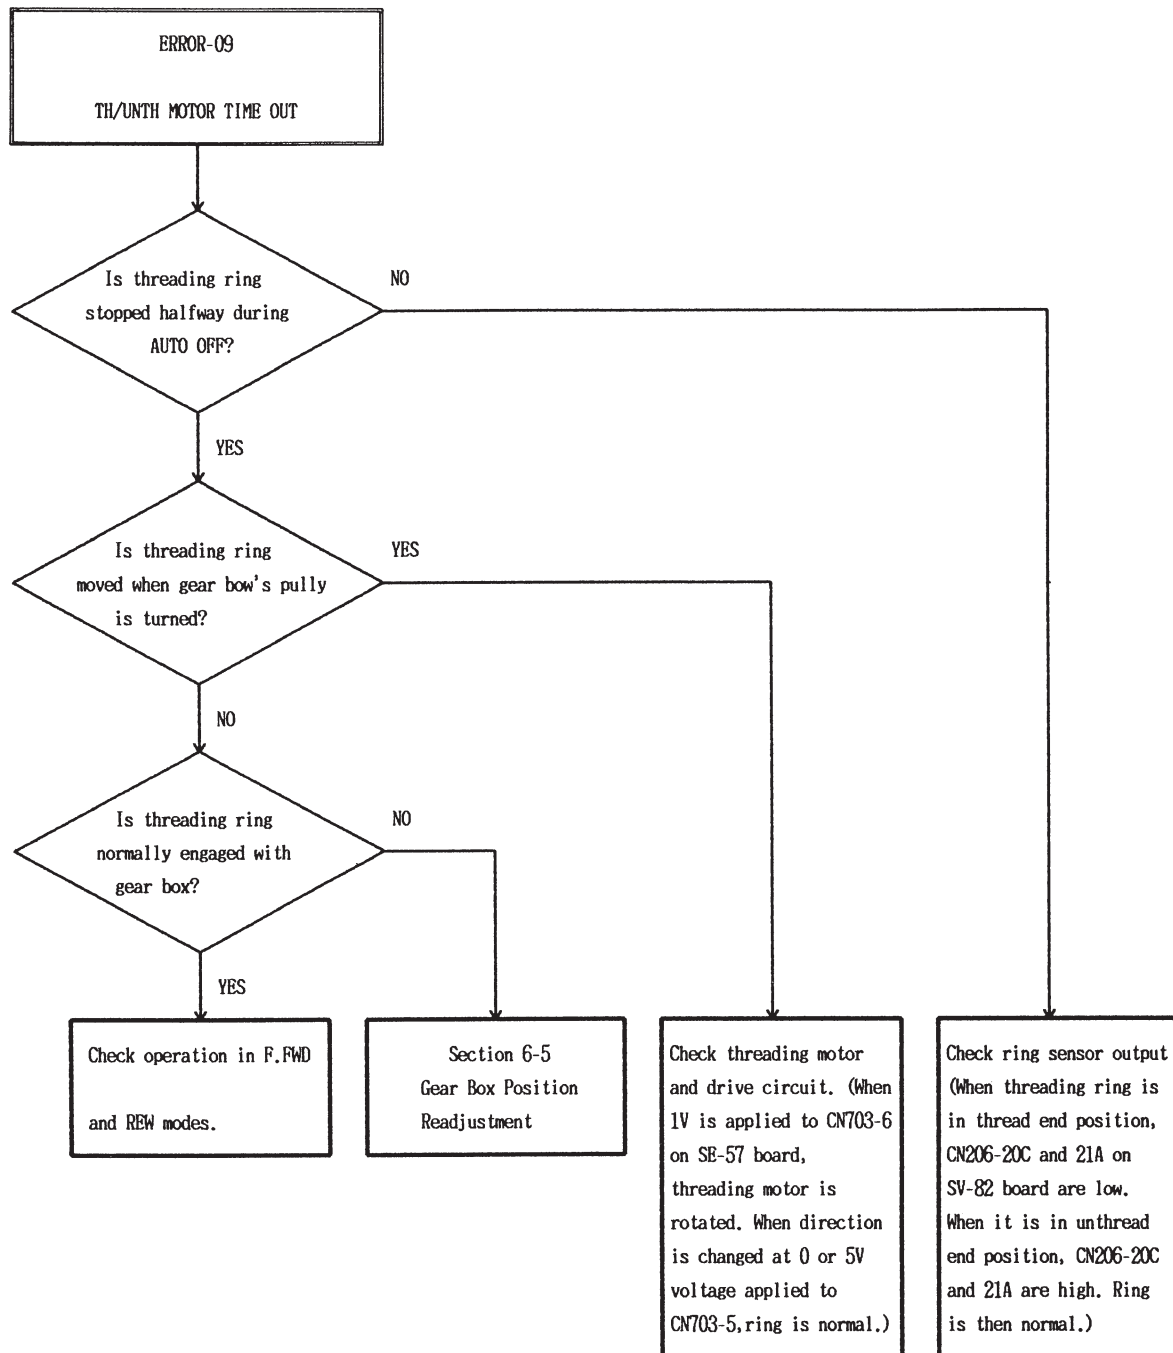 ERROR-09
TH/UNTH MOTOR TIME OUT
Is threading ring
stopped halfway during
AUTO OFF?
NO
YES
Is threading ring
moved when gear bow's pully
is turned?
YES
NO
Is threading ring
normally engaged with
gear box?
NO
YES
Check operation in F.FWD
and REW modes.
Section 6-5
Gear Box Position
Readjustment
Check threading motor
and drive circuit. (When
1V is applied to CN703-6
on SE-57 board,
threading motor is
rotated. When direction
is changed at 0 or 5V
voltage applied to
CN703-5,ring is normal.)
Check ring sensor output
(When threading ring is
in thread end position,
CN206-20C and 21A on
SV-82 board are low.
When it is in unthread
end position, CN206-20C
and 21A are high. Ring
is then normal.)